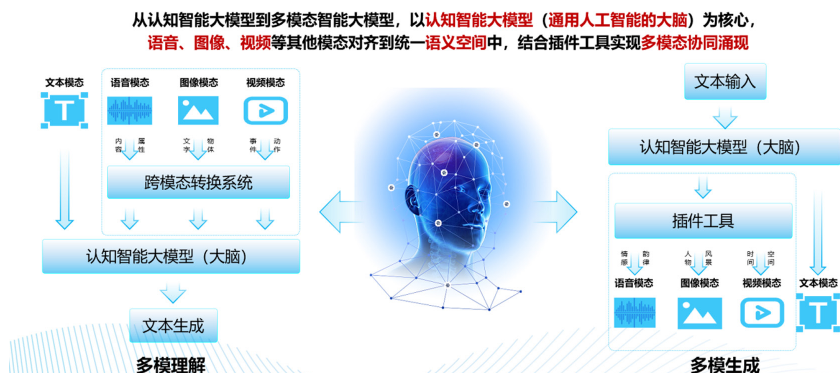 从认知智能大模型到多模态智能大模型，以认知智能大模型（通用人工智能的大脑）为核心，
语音、图像、视频等其他模态对齐到统一语义空间中，结合插件工具实现多模态协同涌现
文本模态
语音模态
图像模态
视频模态
T
内容
属性
文字
物体
事件
动作
跨模态转换系统
认知智能大模型（大脑）
文本生成
多模理解
文本输入
认知智能大模型（大脑）
插件工具
情感
韵律
人物
风景
时间
空间
语音模态
图像模态
视频模态
文本模态
T
多模生成